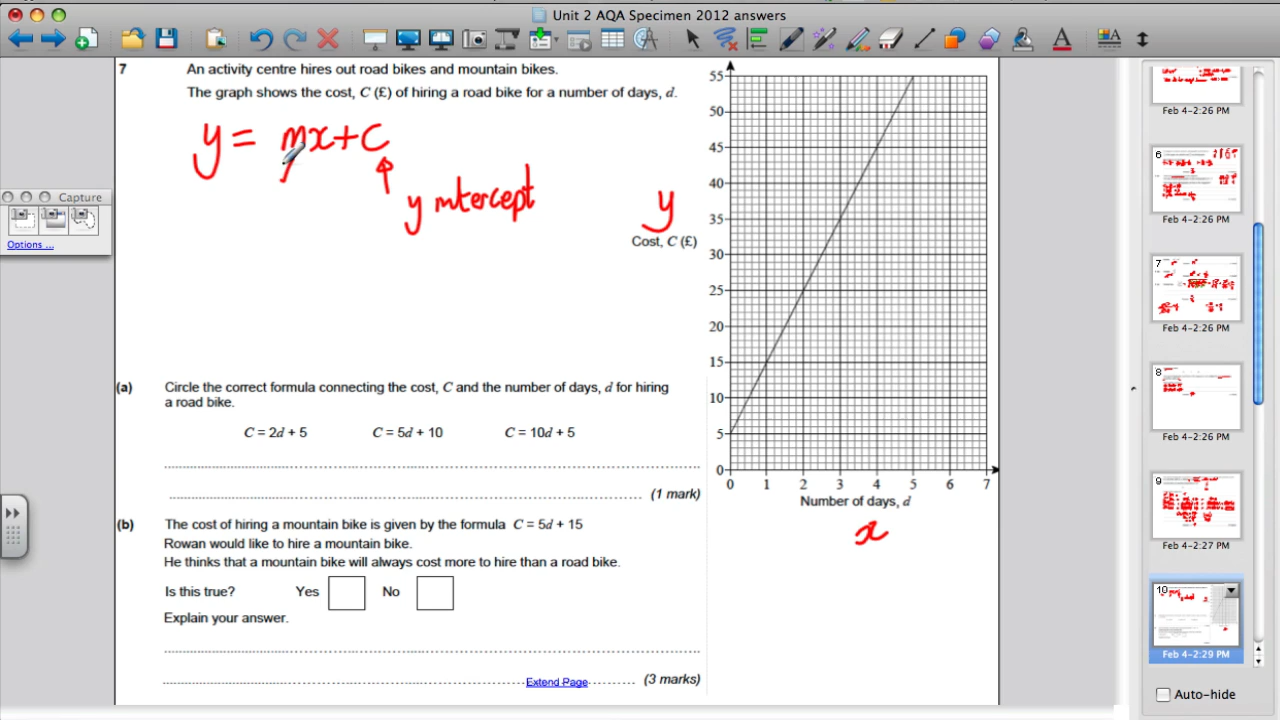 Unit 2 AQA Specimen 2012 answers
7 An activity centre hires out road bikes and mountain bikes.
The graph shows the cost, C (£) of hiring a road bike for a number of days, d.
y = mx + c
y intercept
Capture
Options ...
y
Cost, C (£)
55
50
45
40
35
30
25
20
15
10
5
0
0 1 2 3 4 5 6 7
Number of days, d
x
(a) Circle the correct formula connecting the cost, C and the number of days, d for hiring
a road bike.
C = 2d + 5 C = 5d + 10 C = 10d + 5
(1 mark)
(b) The cost of hiring a mountain bike is given by the formula C = 5d + 15
Rowan would like to hire a mountain bike.
He thinks that a mountain bike will always cost more to hire than a road bike.
Is this true? Yes No
Explain your answer.
Extend Page (3 marks)
Feb 4-2:26 PM
6
Feb 4-2:26 PM
7
Feb 4-2:26 PM
8
Feb 4-2:26 PM
9
Feb 4-2:27 PM
10
Feb 4-2:29 PM
Auto-hide